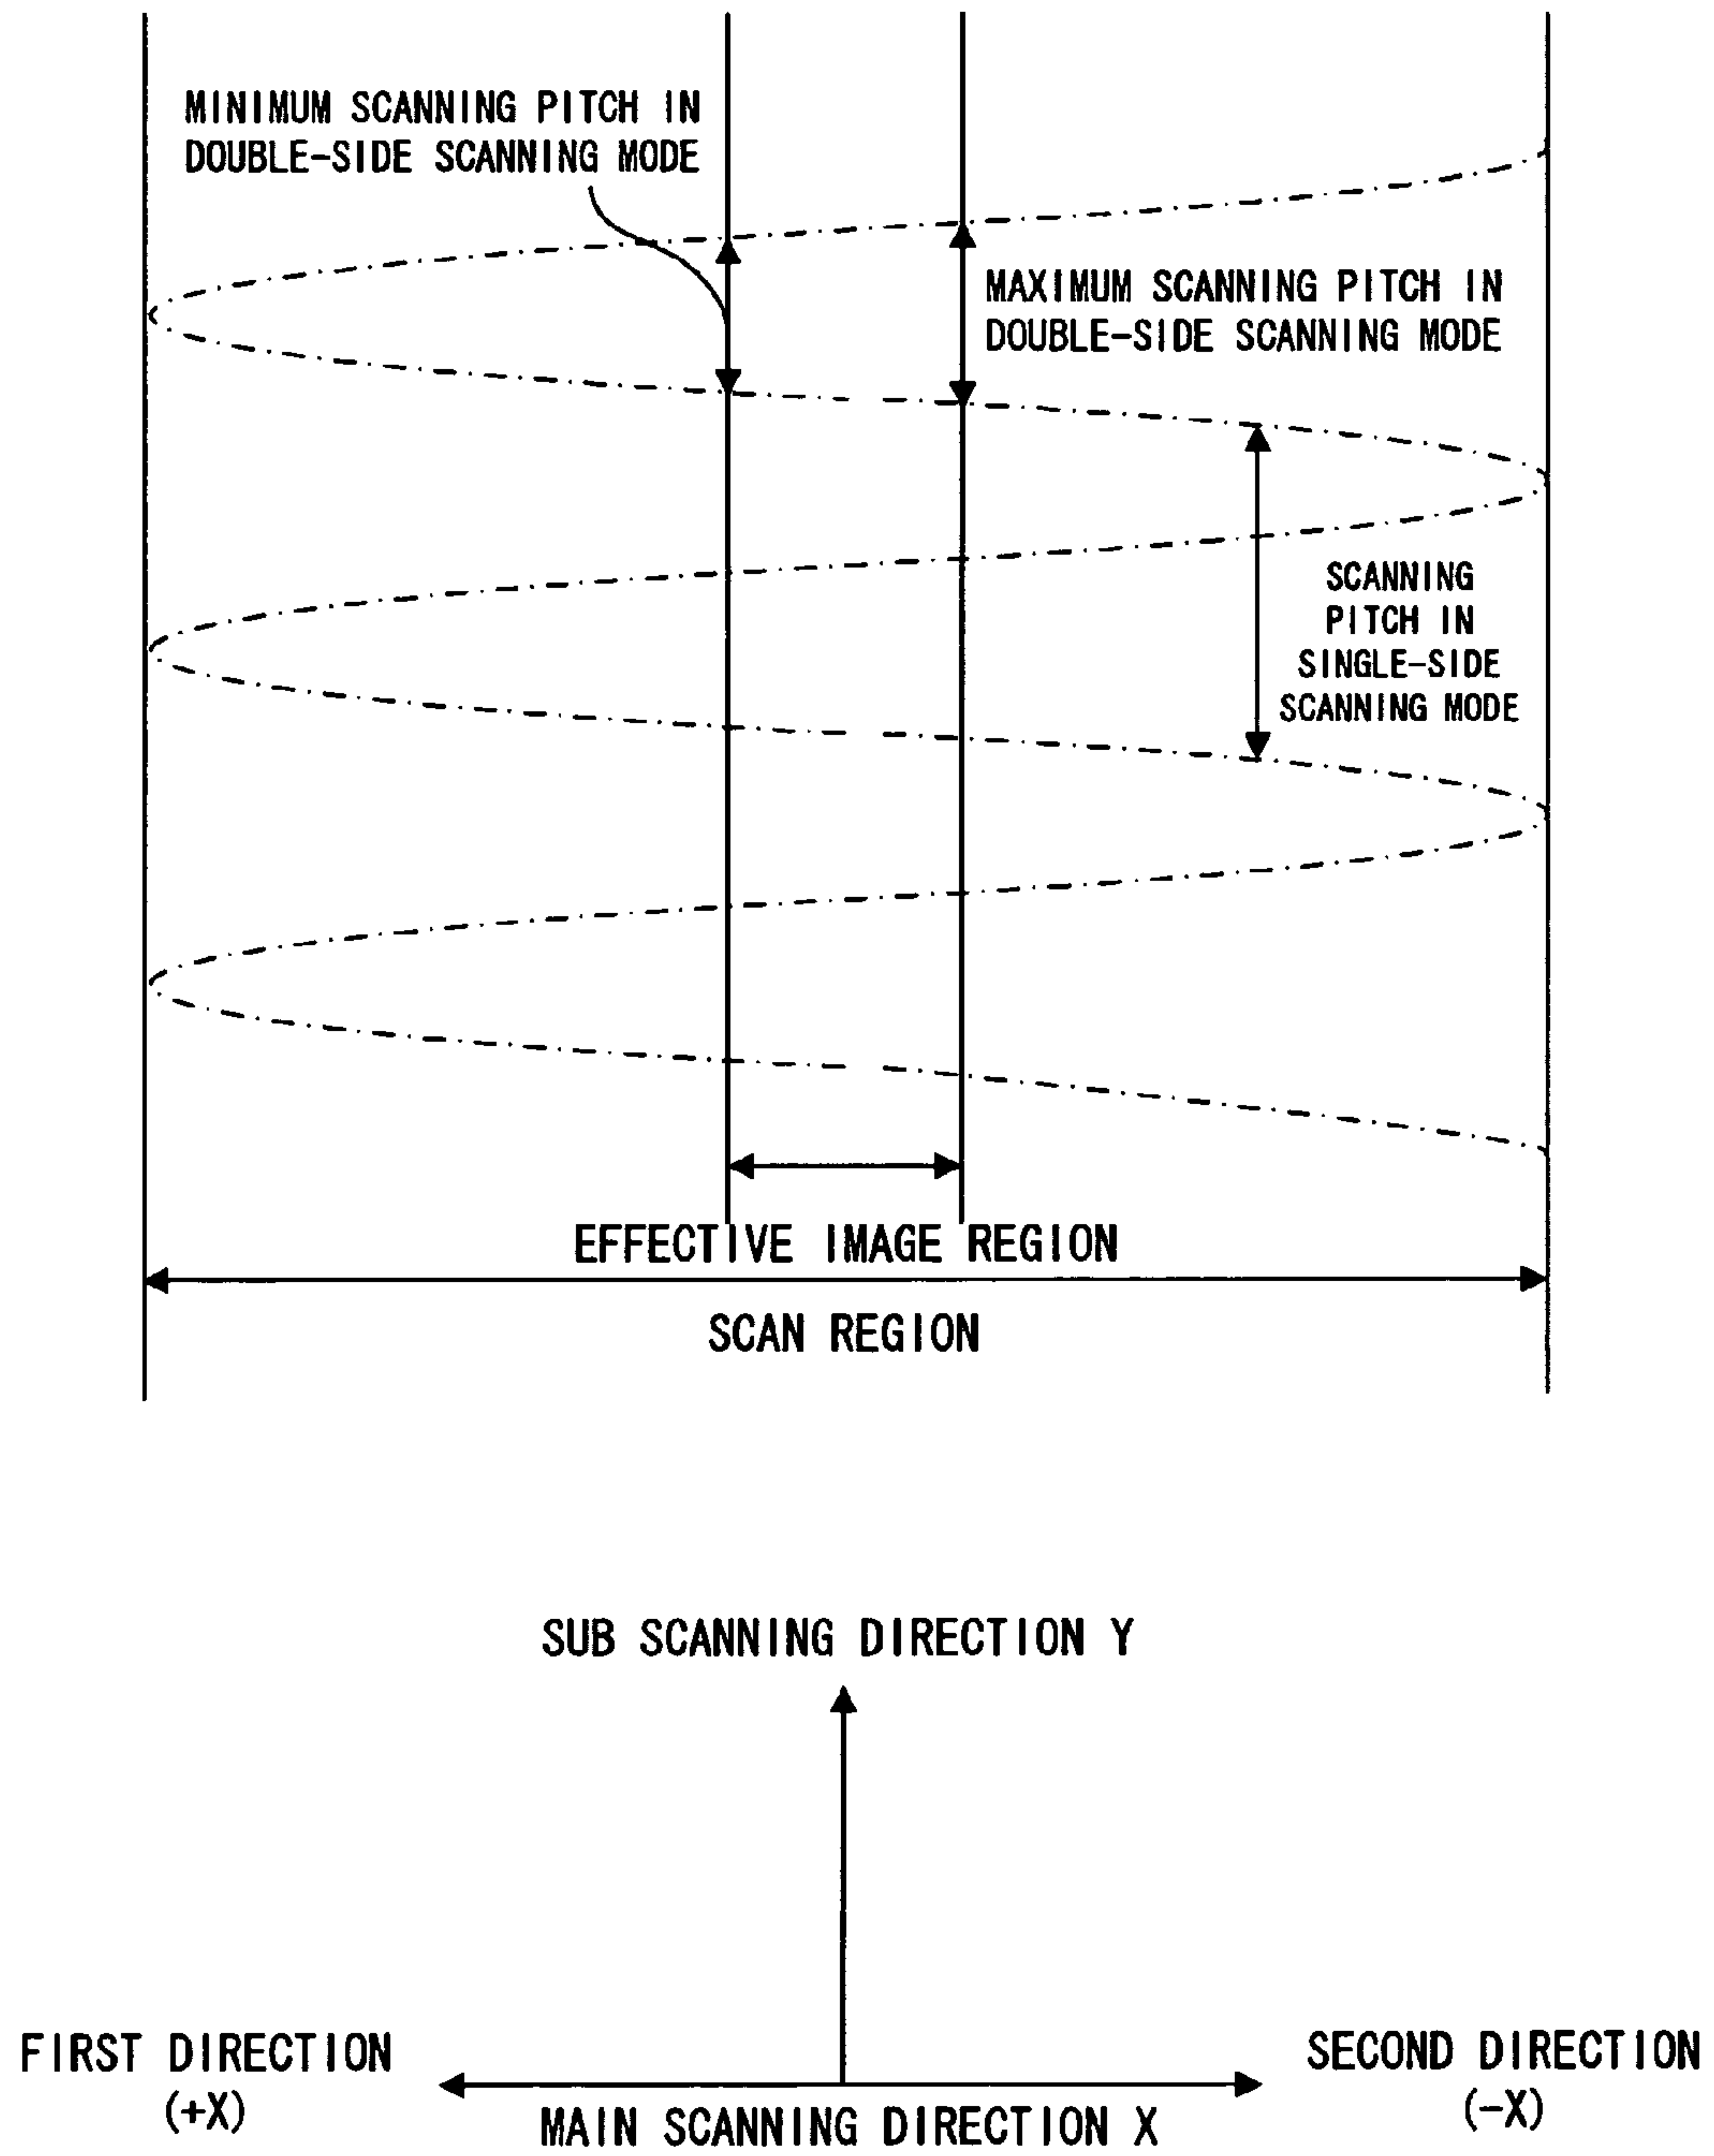 MINIMUM SCANNING PITCH IN
DOUBLE-SIDE SCANNING MODE
MAXIMUM SCANNING PITCH IN
DOUBLE-SIDE SCANNING MODE
SCANNING
PITCH IN
SINGLE-SIDE
SCANNING MODE
EFFECTIVE IMAGE REGION
SCAN REGION
SUB SCANNING DIRECTION Y
FIRST DIRECTION
(+X)
SECOND DIRECTION
(-X)
MAIN SCANNING DIRECTION X